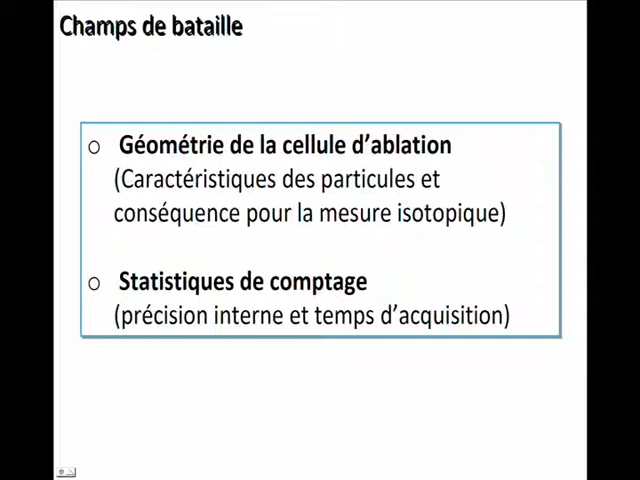 Champs de bataille
o Géométrie de la cellule d'ablation
(Caractéristiques des particules et
conséquence pour la mesure isotopique)
o Statistiques de comptage
(précision interne et temps d'acquisition)